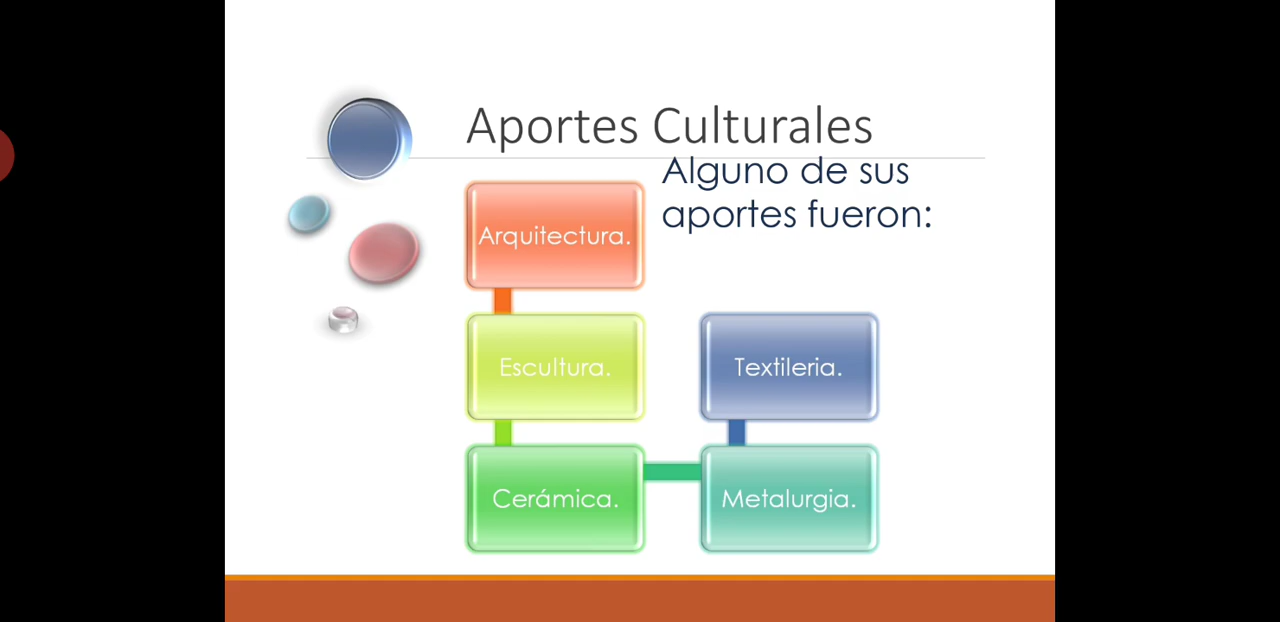 Aportes Culturales
Alguno de sus
aportes fueron:
Arquitectura.
Escultura.
Cerámica.
Metalurgia.
Textileria.